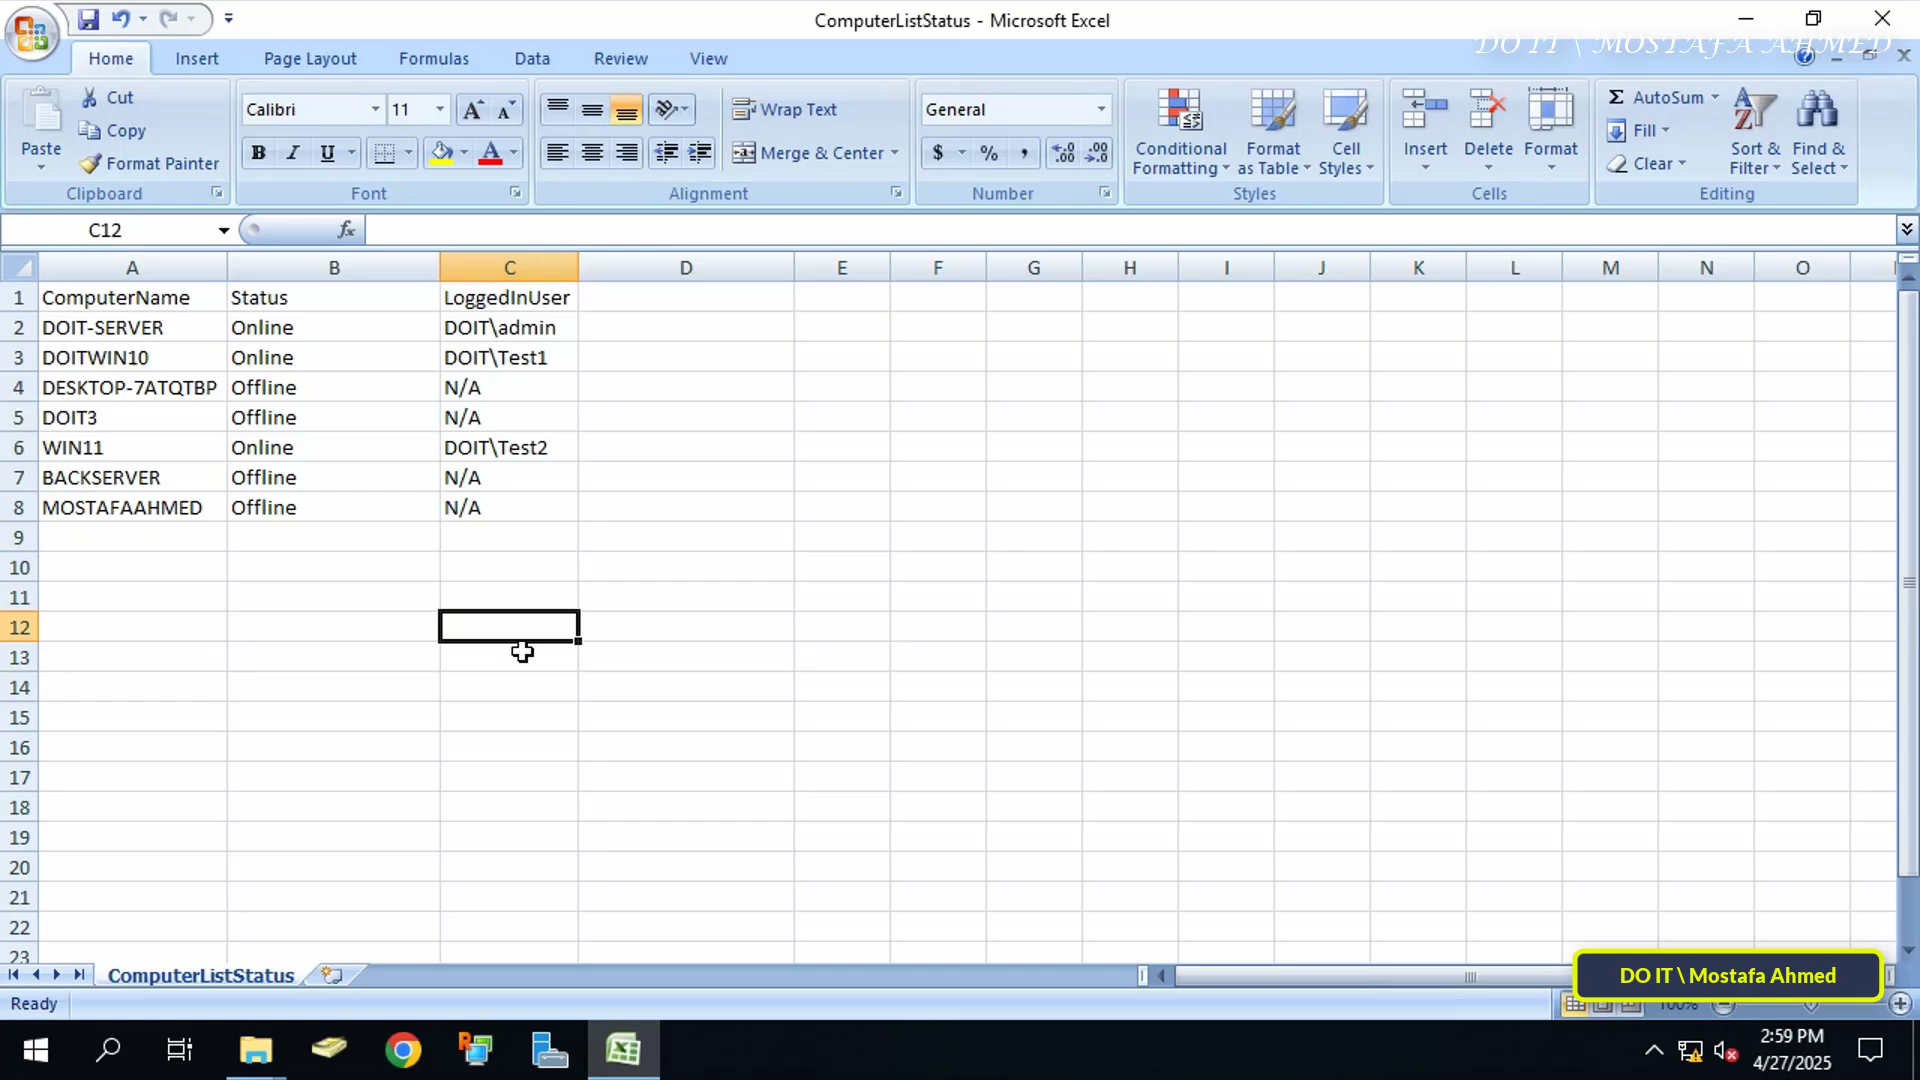 ComputerListStatus - Microsoft Excel
DO IT \ MOSTAFA AHMED
Home Insert Page Layout Formulas Data Review View
Paste
Cut
Copy
Format Painter
Clipboard
Calibri 11
B I U
Font
Wrap Text
Merge & Center
Alignment
General
$ % ,
Number
Conditional Formatting
Format as Table
Cell Styles
Styles
Insert Delete Format
Cells
Σ AutoSum
Fill
Clear
Sort & Filter
Find & Select
Editing
C12 fx
A B C D E F G H I J K L M N O
1 ComputerName Status LoggedInUser
2 DOIT-SERVER Online DOIT\admin
3 DOITWIN10 Online DOIT\Test1
4 DESKTOP-7ATQTBP Offline N/A
5 DOIT3 Offline N/A
6 WIN11 Online DOIT\Test2
7 BACKSERVER Offline N/A
8 MOSTAFAAHMED Offline N/A
9
10
11
12
13
14
15
16
17
18
19
20
21
22
23
ComputerListStatus
DO IT \ Mostafa Ahmed
Ready
100%
2:59 PM
4/27/2025